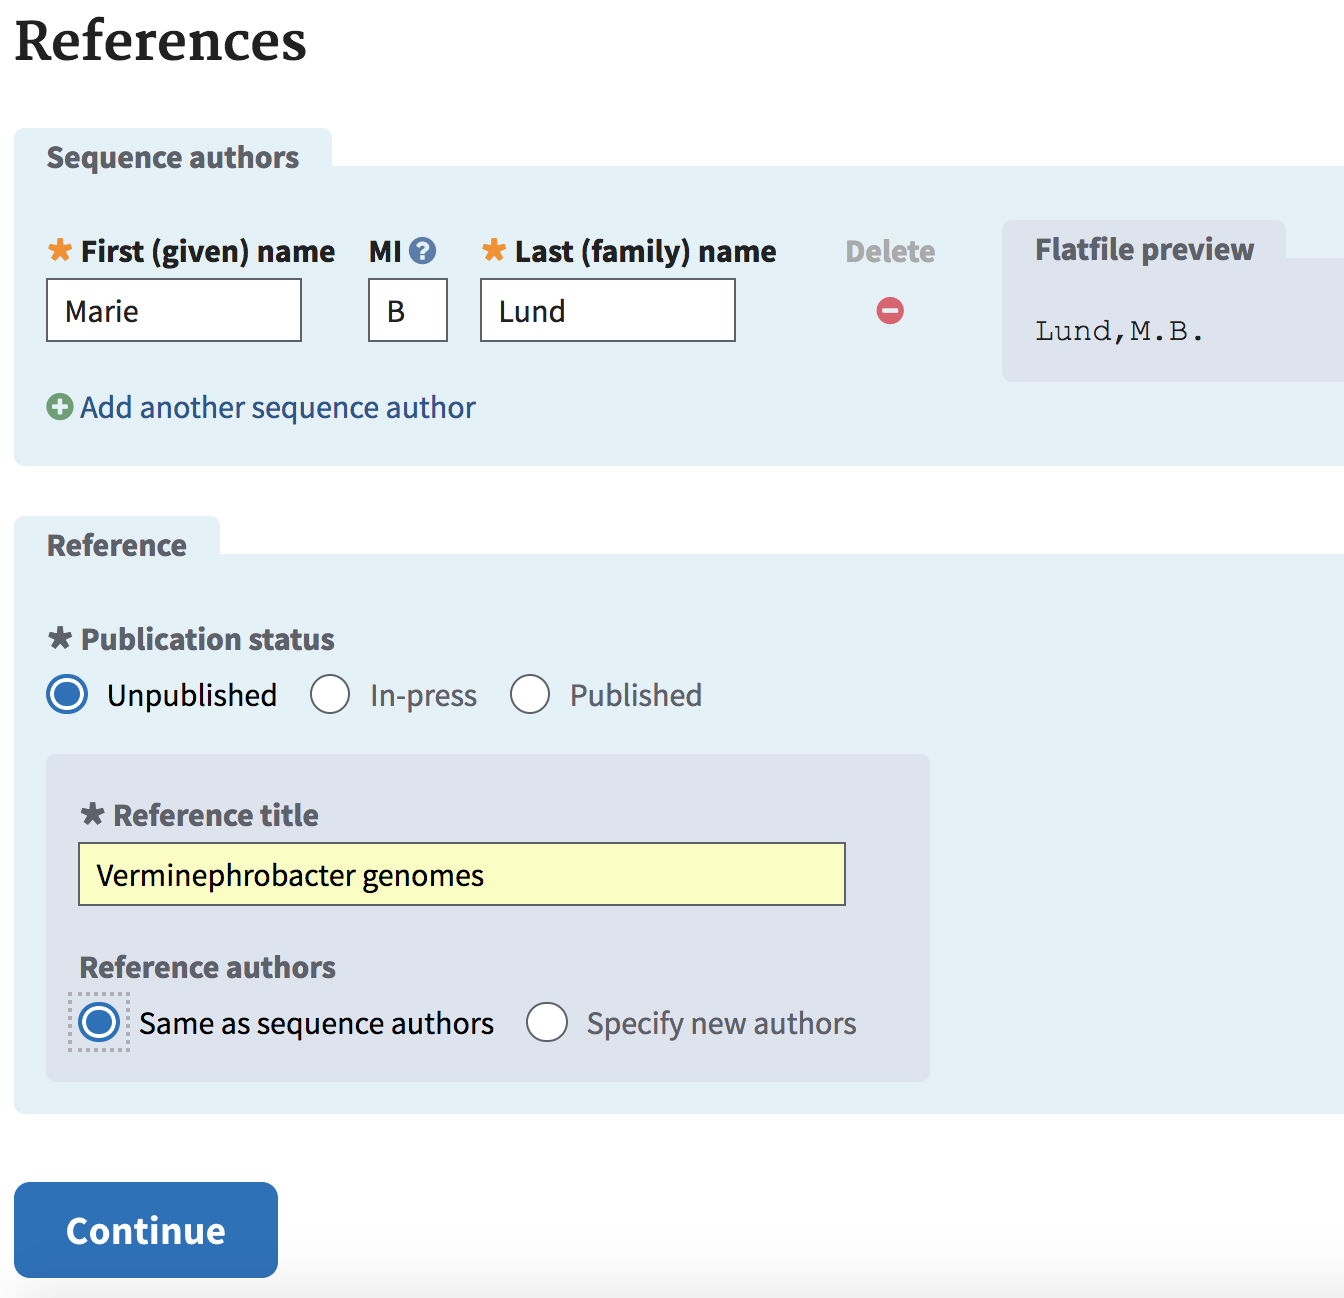 References
Sequence authors
* First (given) name MI ? * Last (family) name Delete
Marie B Lund
Flatfile preview
Lund,M.B.
Add another sequence author
Reference
* Publication status
Unpublished In-press Published
* Reference title
Verminephrobacter genomes
Reference authors
Same as sequence authors Specify new authors
Continue